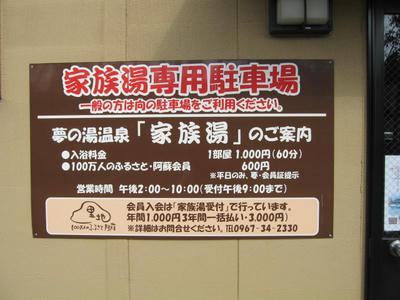 家族湯専用駐車場
一般の方は向の駐車場をご利用ください。
夢の湯温泉「家族湯」のご案内
●入浴料金 1部屋 1.000円(60分)
●100万人のふるさと・阿蘇会員 600円
※平日のみ、要・会員証提示
営業時間 午後2:00〜10:00(受付午後9:00まで)
会員入会は「家族湯受付」で行っています。
年間1.000円3年間一括払い・3.000円)
※詳細はお問合せください。TEL0967-34-2330